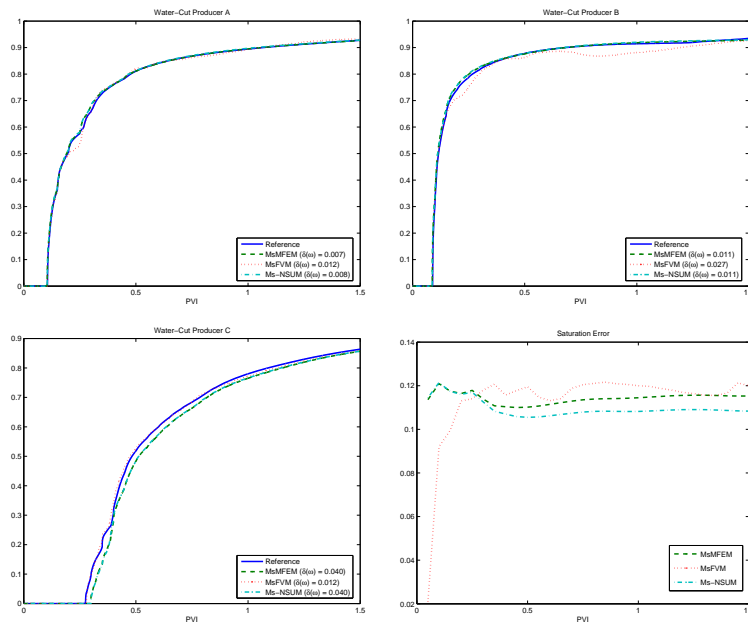 Water-Cut Producer A
1
0.9
0.8
0.7
0.6
0.5
0.4
0.3
0.2
0.1
0
0 0.5 1 1.5
PVI
Reference
MsMFEM (δ(ω) = 0.007)
MsFVM (δ(ω) = 0.012)
Ms-NSUM (δ(ω) = 0.008)
Water-Cut Producer B
1
0.9
0.8
0.7
0.6
0.5
0.4
0.3
0.2
0.1
0
0 0.5 1
PVI
Reference
MsMFEM (δ(ω) = 0.011)
MsFVM (δ(ω) = 0.027)
Ms-NSUM (δ(ω) = 0.011)
Water-Cut Producer C
0.9
0.8
0.7
0.6
0.5
0.4
0.3
0.2
0.1
0
0 0.5 1 1.5
PVI
Reference
MsMFEM (δ(ω) = 0.040)
MsFVM (δ(ω) = 0.012)
Ms-NSUM (δ(ω) = 0.040)
Saturation Error
0.14
0.12
0.1
0.08
0.06
0.04
0.02
0 0.5 1
PVI
MsMFEM
MsFVM
Ms-NSUM